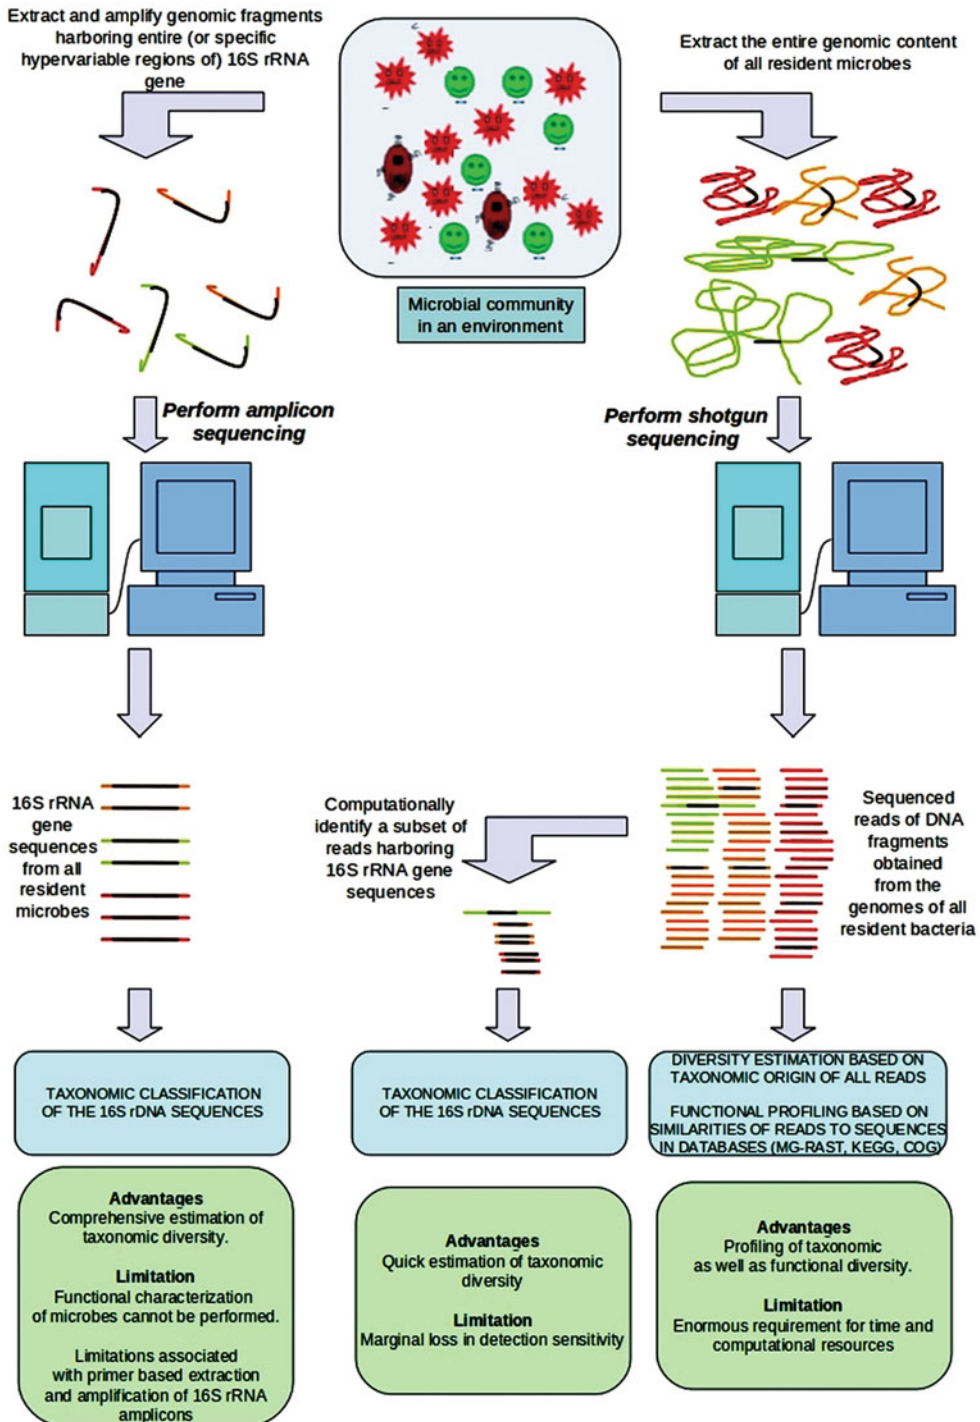 Extract and amplify genomic fragments
harboring entire (or specific
hypervariable regions of) 16S rRNA
gene
Extract the entire genomic content
of all resident microbes
Microbial community
in an environment
Perform amplicon
sequencing
Perform shotgun
sequencing
16S rRNA
gene
sequences
from all
resident
microbes
Computationally
identify a subset of
reads harboring
16S rRNA gene
sequences
Sequenced
reads of DNA
fragments
obtained
from the
genomes of all
resident bacteria
TAXONOMIC CLASSIFICATION
OF THE 16S rDNA SEQUENCES
TAXONOMIC CLASSIFICATION
OF THE 16S rDNA SEQUENCES
DIVERSITY ESTIMATION BASED ON
TAXONOMIC ORIGIN OF ALL READS
FUNCTIONAL PROFILING BASED ON
SIMILARITIES OF READS TO SEQUENCES
IN DATABASES (MG-RAST, KEGG, COG)
Advantages
Comprehensive estimation of
taxonomic diversity.
Limitation
Functional characterization
of microbes cannot be performed.
Limitations associated
with primer based extraction
and amplification of 16S rRNA
amplicons
Advantages
Quick estimation of taxonomic
diversity
Limitation
Marginal loss in detection sensitivity
Advantages
Profiling of taxonomic
as well as functional diversity.
Limitation
Enormous requirement for time and
computational resources